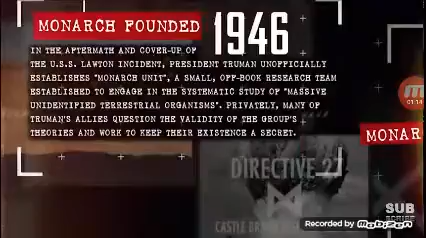 MONARCH FOUNDED
1946
IN THE AFTERMATH AND COVER-UP OF
THE U.S.S. LAWTON INCIDENT, PRESIDENT TRUMAN UNOFFICIALLY
ESTABLISHES "MONARCH UNIT", A SMALL, OFF-BOOK RESEARCH TEAM
ESTABLISHED TO ENGAGE IN THE SYSTEMATIC STUDY OF "MASSIVE
UNIDENTIFIED TERRESTRIAL ORGANISMS". PRIVATELY, MANY OF
TRUMAN'S ALLIES QUESTION THE VALIDITY OF THE GROUP'S
THEORIES AND WORK TO KEEP THEIR EXISTENCE A SECRET.
01:14
MONAR
DIRECTIVE 27
CASTLE
SUB
Recorded by Mobizen